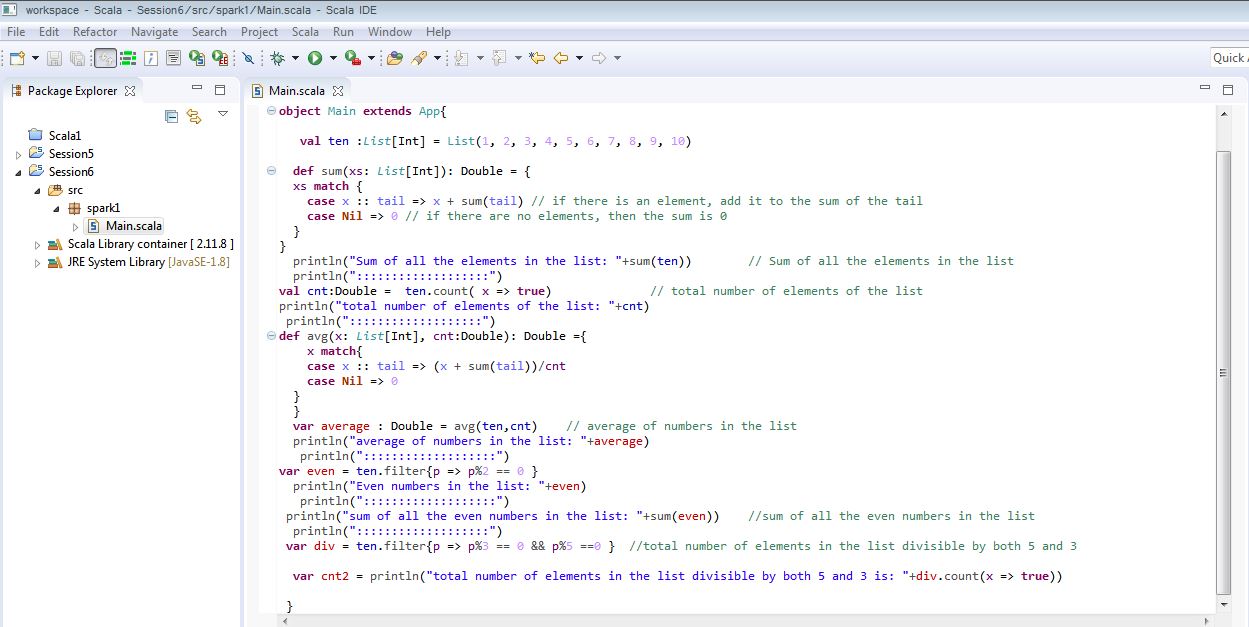 workspace - Scala - Session6/src/spark1/Main.scala - Scala IDE
File Edit Refactor Navigate Search Project Scala Run Window Help
Quick
Package Explorer
Scala1
Session5
Session6
src
spark1
Main.scala
Scala Library container [ 2.11.8 ]
JRE System Library [JavaSE-1.8]
Main.scala
object Main extends App{
val ten :List[Int] = List(1, 2, 3, 4, 5, 6, 7, 8, 9, 10)
def sum(xs: List[Int]): Double = {
xs match {
case x :: tail => x + sum(tail) // if there is an element, add it to the sum of the tail
case Nil => 0 // if there are no elements, then the sum is 0
}
}
println("Sum of all the elements in the list: "+sum(ten)) // Sum of all the elements in the list
println(":::::::::::::::::::")
val cnt:Double = ten.count( x => true) // total number of elements of the list
println("total number of elements of the list: "+cnt)
println(":::::::::::::::::::")
def avg(x: List[Int], cnt:Double): Double ={
x match{
case x :: tail => (x + sum(tail))/cnt
case Nil => 0
}
}
var average : Double = avg(ten,cnt) // average of numbers in the list
println("average of numbers in the list: "+average)
println(":::::::::::::::::::")
var even = ten.filter{p => p%2 == 0 }
println("Even numbers in the list: "+even)
println(":::::::::::::::::::")
println("sum of all the even numbers in the list: "+sum(even)) //sum of all the even numbers in the list
println(":::::::::::::::::::")
var div = ten.filter{p => p%3 == 0 && p%5 ==0 } //total number of elements in the list divisible by both 5 and 3
var cnt2 = println("total number of elements in the list divisible by both 5 and 3 is: "+div.count(x => true))
}